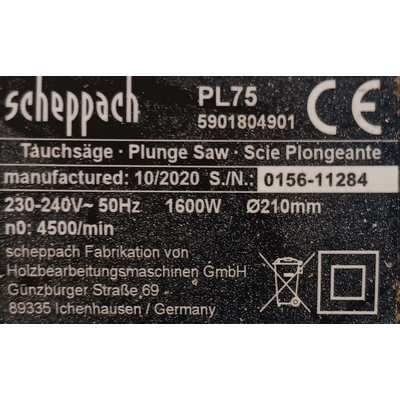 scheppach PL75 CE
5901804901
Tauchsäge · Plunge Saw · Scie Plongeante
manufactured: 10/2020 S./N.: 0156-11284
230-240V~ 50Hz 1600W Ø210mm
n0: 4500/min
scheppach Fabrikation von
Holzbearbeitungsmaschinen GmbH
Günzburger Straße 69
89335 Ichenhausen / Germany